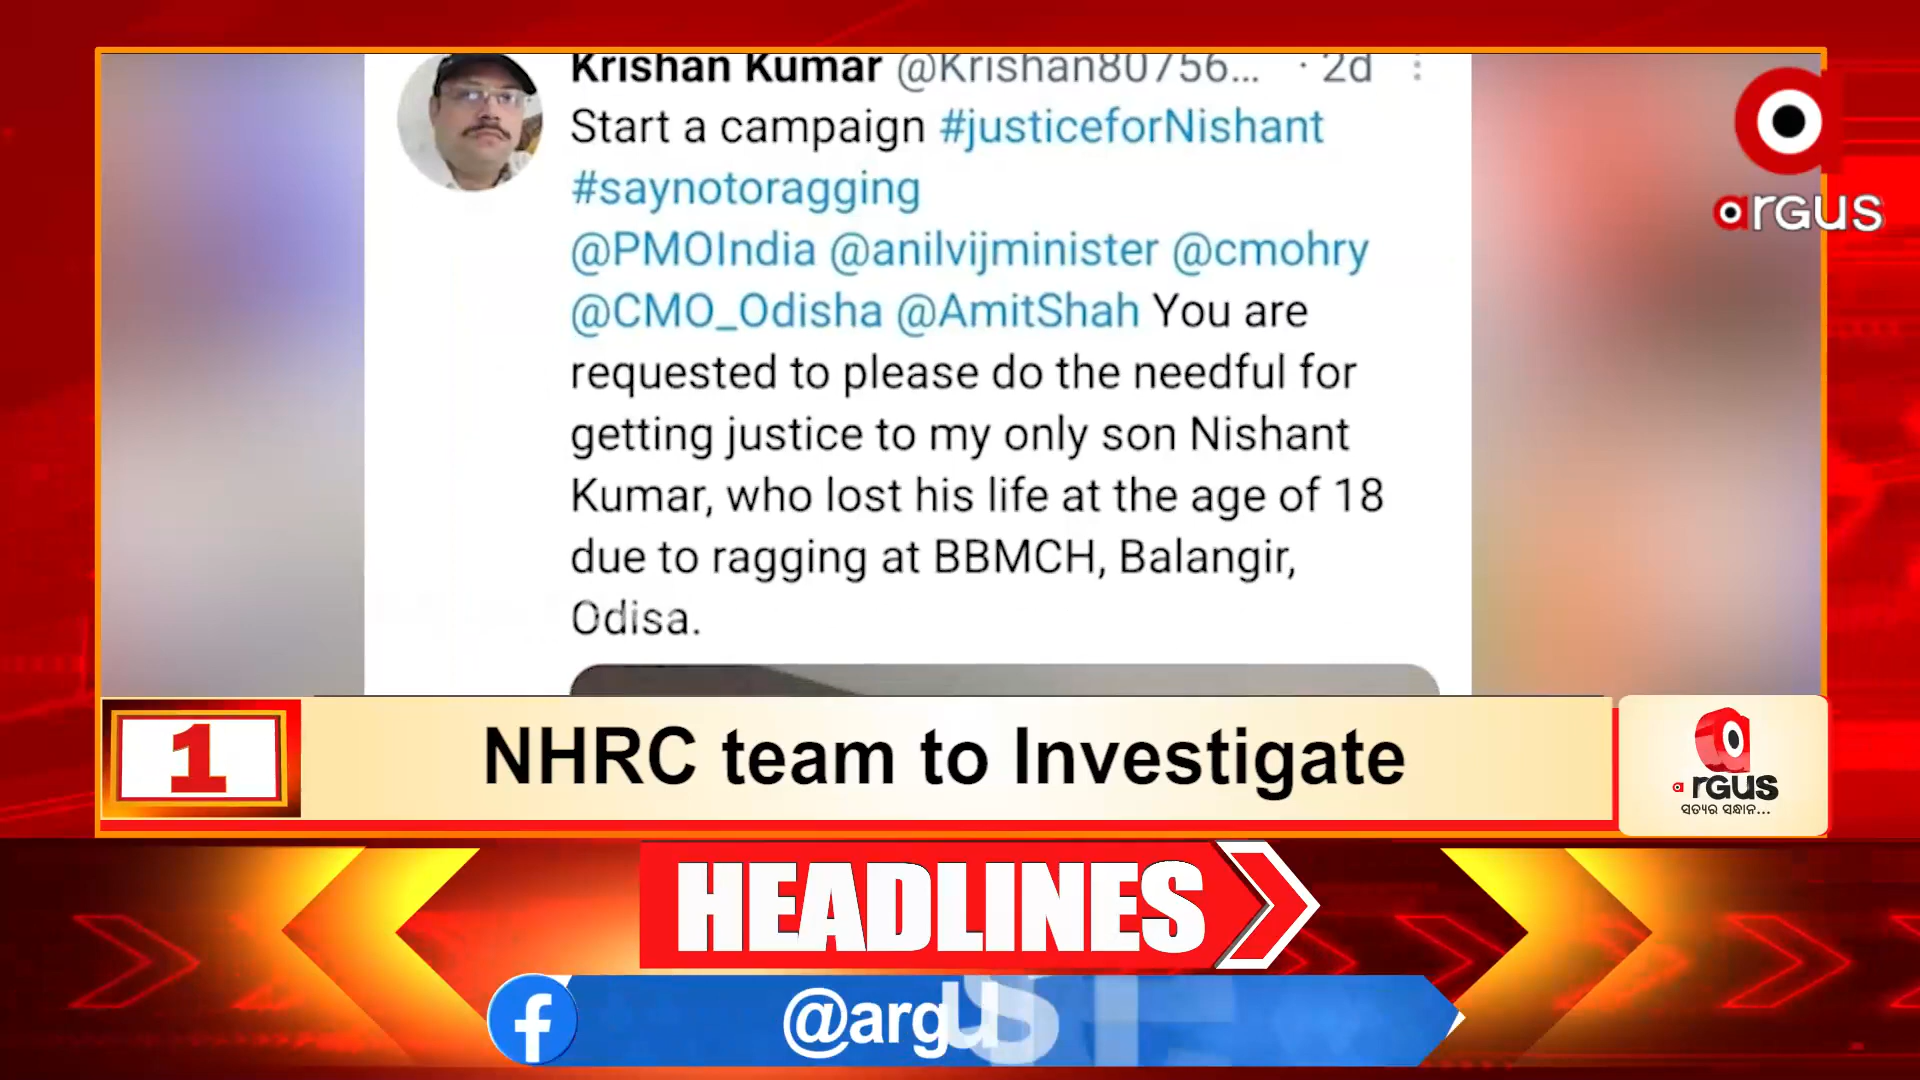 Krishan Kumar @Krishan80756... · 2d
Start a campaign #justiceforNishant
#saynotoragging
@PMOIndia @anilvijminister @cmohry
@CMO_Odisha @AmitShah You are
requested to please do the needful for
getting justice to my only son Nishant
Kumar, who lost his life at the age of 18
due to ragging at BBMCH, Balangir,
Odisa.
argus
1
NHRC team to Investigate
argus
ସତ୍ୟର ସନ୍ଧାନ...
HEADLINES
@argus